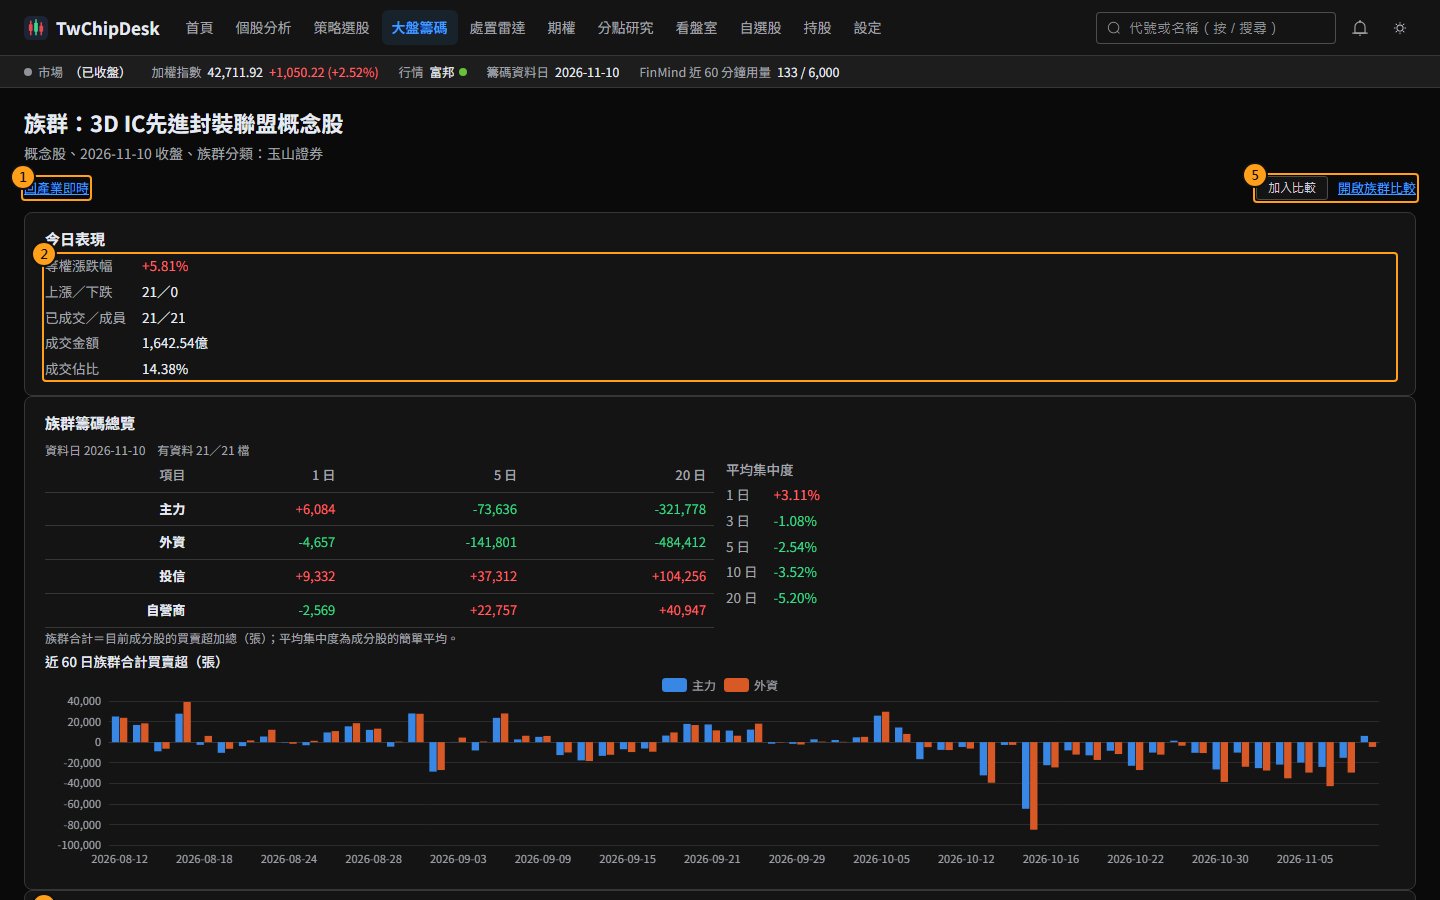 TwChipDesk 首頁 個股分析 策略選股 大盤籌碼 處置雷達 期權 分點研究 看盤室 自選股 持股 設定 代號或名稱（按 / 搜尋）
市場 （已收盤） 加權指數 42,711.92 +1,050.22 (+2.52%) 行情 富邦 籌碼資料日 2026-11-10 FinMind 近 60 分鐘用量 133 / 6,000
族群：3D IC先進封裝聯盟概念股
概念股、2026-11-10 收盤、族群分類：玉山證券
1 回產業即時 5 加入比較 開啟族群比較
今日表現
2
等權漲跌幅 +5.81%
上漲／下跌 21／0
已成交／成員 21／21
成交金額 1,642.54億
成交佔比 14.38%
族群籌碼總覽
資料日 2026-11-10 有資料 21／21 檔
項目 1 日 5 日 20 日
主力 +6,084 -73,636 -321,778
外資 -4,657 -141,801 -484,412
投信 +9,332 +37,312 +104,256
自營商 -2,569 +22,757 +40,947
平均集中度
1 日 +3.11%
3 日 -1.08%
5 日 -2.54%
10 日 -3.52%
20 日 -5.20%
族群合計＝目前成分股的買賣超加總（張）；平均集中度為成分股的簡單平均。
近 60 日族群合計買賣超（張）
主力 外資
40,000
20,000
0
-20,000
-40,000
-60,000
-80,000
-100,000
2026-08-12 2026-08-18 2026-08-24 2026-08-28 2026-09-03 2026-09-09 2026-09-15 2026-09-21 2026-09-29 2026-10-05 2026-10-12 2026-10-16 2026-10-22 2026-10-30 2026-11-05